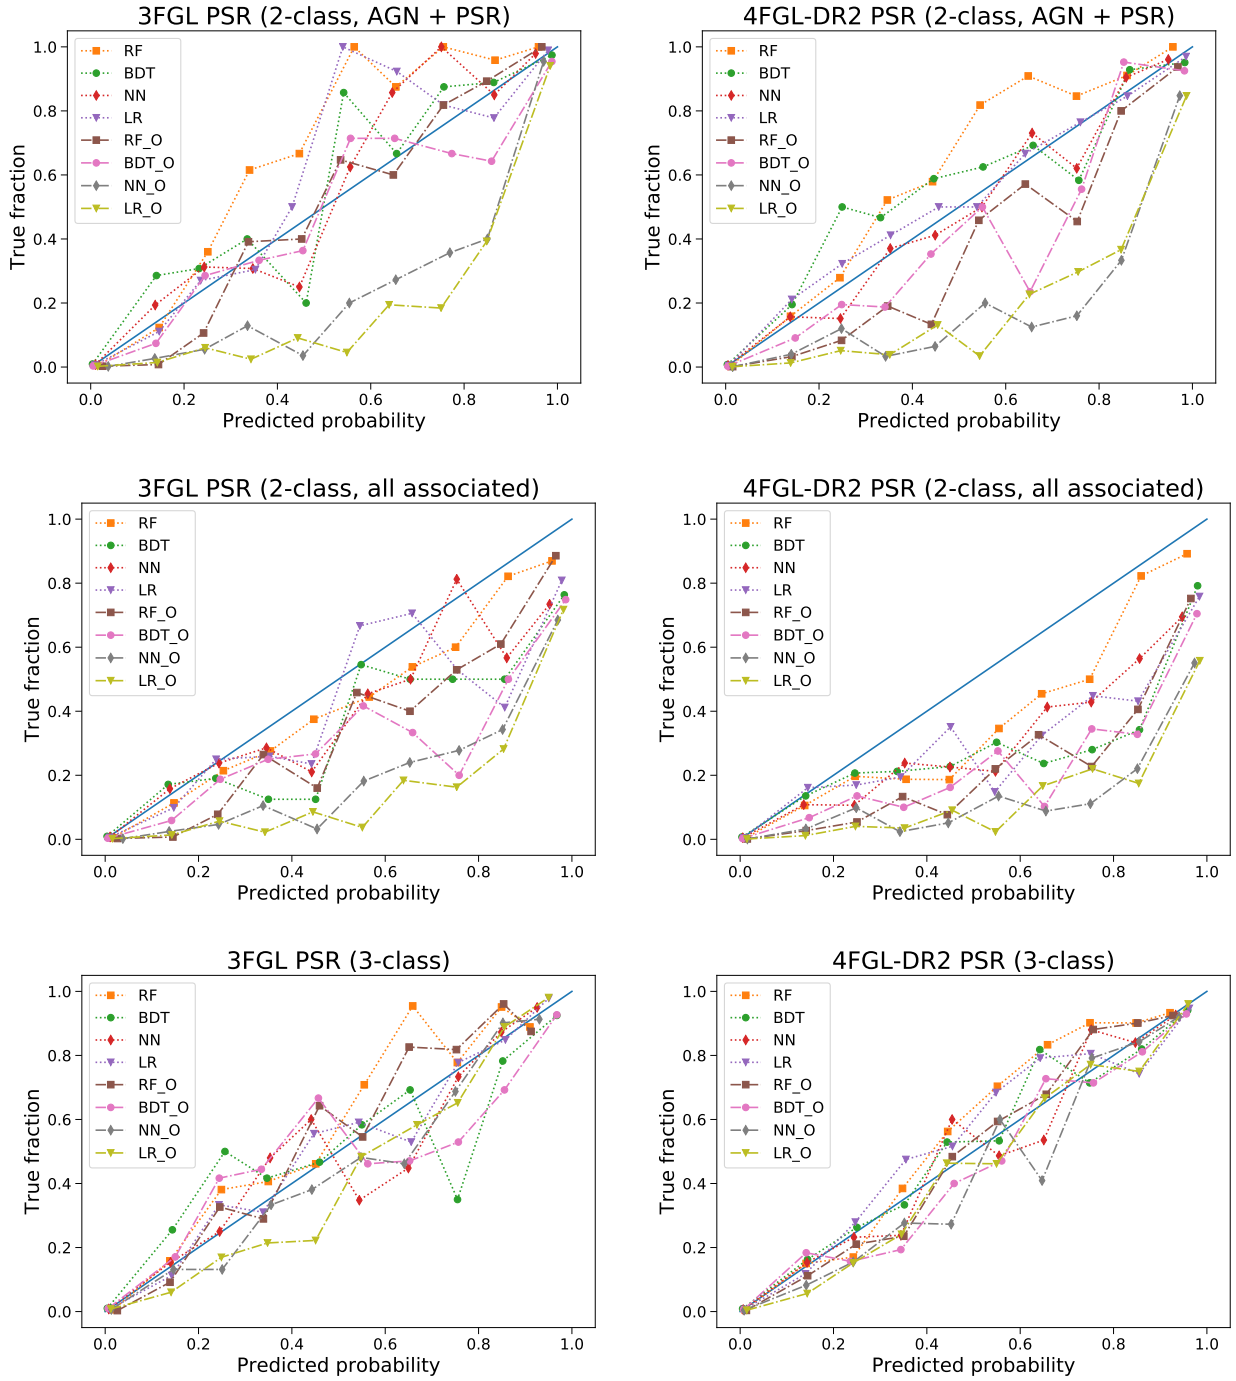 3FGL PSR (2-class, AGN + PSR)
1.0
0.8
0.6
0.4
0.2
0.0
True fraction
RF
BDT
NN
LR
RF_O
BDT_O
NN_O
LR_O
0.0 0.2 0.4 0.6 0.8 1.0
Predicted probability
4FGL-DR2 PSR (2-class, AGN + PSR)
1.0
0.8
0.6
0.4
0.2
0.0
True fraction
RF
BDT
NN
LR
RF_O
BDT_O
NN_O
LR_O
0.0 0.2 0.4 0.6 0.8 1.0
Predicted probability
3FGL PSR (2-class, all associated)
1.0
0.8
0.6
0.4
0.2
0.0
True fraction
RF
BDT
NN
LR
RF_O
BDT_O
NN_O
LR_O
0.0 0.2 0.4 0.6 0.8 1.0
Predicted probability
4FGL-DR2 PSR (2-class, all associated)
1.0
0.8
0.6
0.4
0.2
0.0
True fraction
RF
BDT
NN
LR
RF_O
BDT_O
NN_O
LR_O
0.0 0.2 0.4 0.6 0.8 1.0
Predicted probability
3FGL PSR (3-class)
1.0
0.8
0.6
0.4
0.2
0.0
True fraction
RF
BDT
NN
LR
RF_O
BDT_O
NN_O
LR_O
0.0 0.2 0.4 0.6 0.8 1.0
Predicted probability
4FGL-DR2 PSR (3-class)
1.0
0.8
0.6
0.4
0.2
0.0
True fraction
RF
BDT
NN
LR
RF_O
BDT_O
NN_O
LR_O
0.0 0.2 0.4 0.6 0.8 1.0
Predicted probability